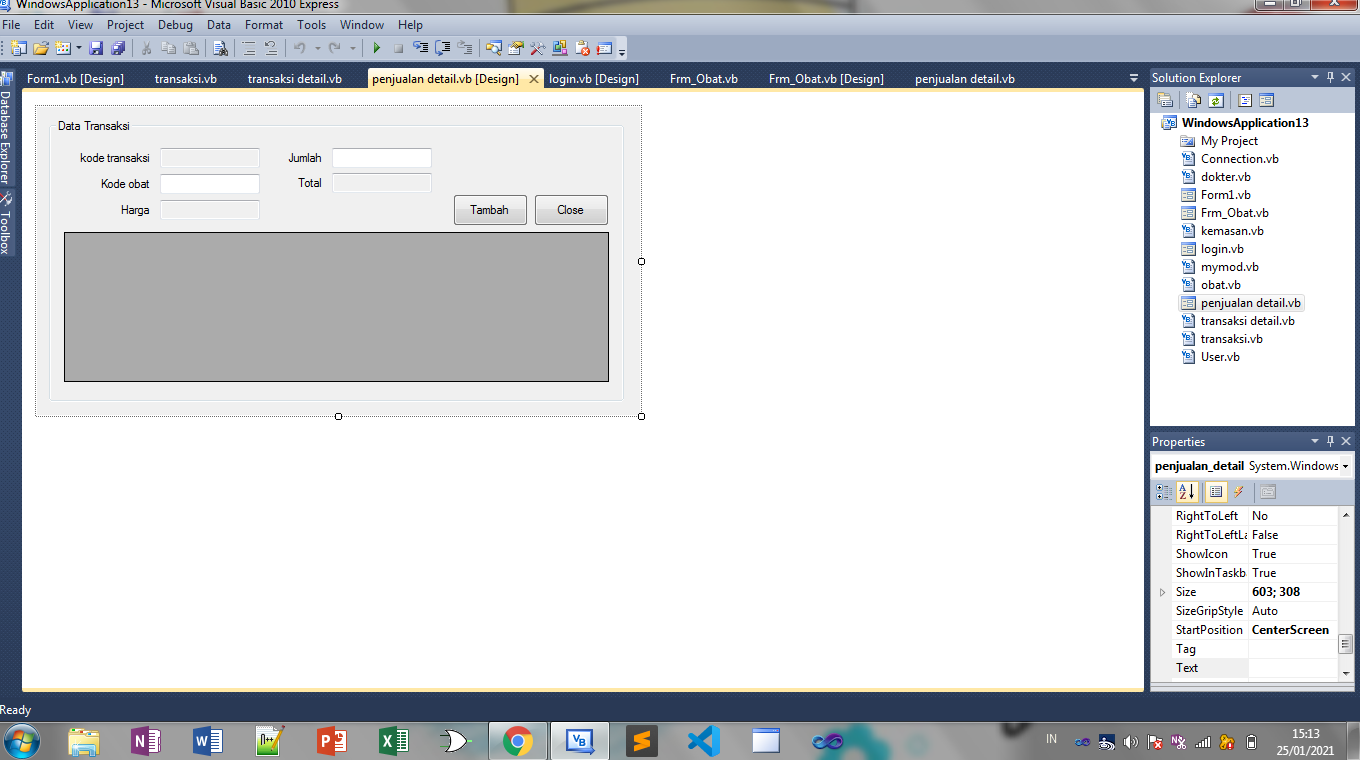 WindowsApplication13 - Microsoft Visual Basic 2010 Express
File Edit View Project Debug Format Data Tools Window Help
Form1.vb [Design] transaksi.vb transaksi detail.vb penjualan detail.vb [Design] login.vb [Design] Frm_Obat.vb Frm_Obat.vb [Design] penjualan detail.vb
Database Explorer
Toolbox
Data Transaksi
kode transaksi Jumlah
Kode obat Total
Harga Tambah Close
Solution Explorer
WindowsApplication13
My Project
Connection.vb
dokter.vb
Form1.vb
Frm_Obat.vb
kemasan.vb
login.vb
mymod.vb
obat.vb
penjualan detail.vb
transaksi detail.vb
transaksi.vb
User.vb
Properties
penjualan_detail System.Windows
RightToLeft No
RightToLeftLa False
ShowIcon True
ShowInTaskb True
Size 603; 308
SizeGripStyle Auto
StartPosition CenterScreen
Tag
Text
Ready
IN
15:13
25/01/2021